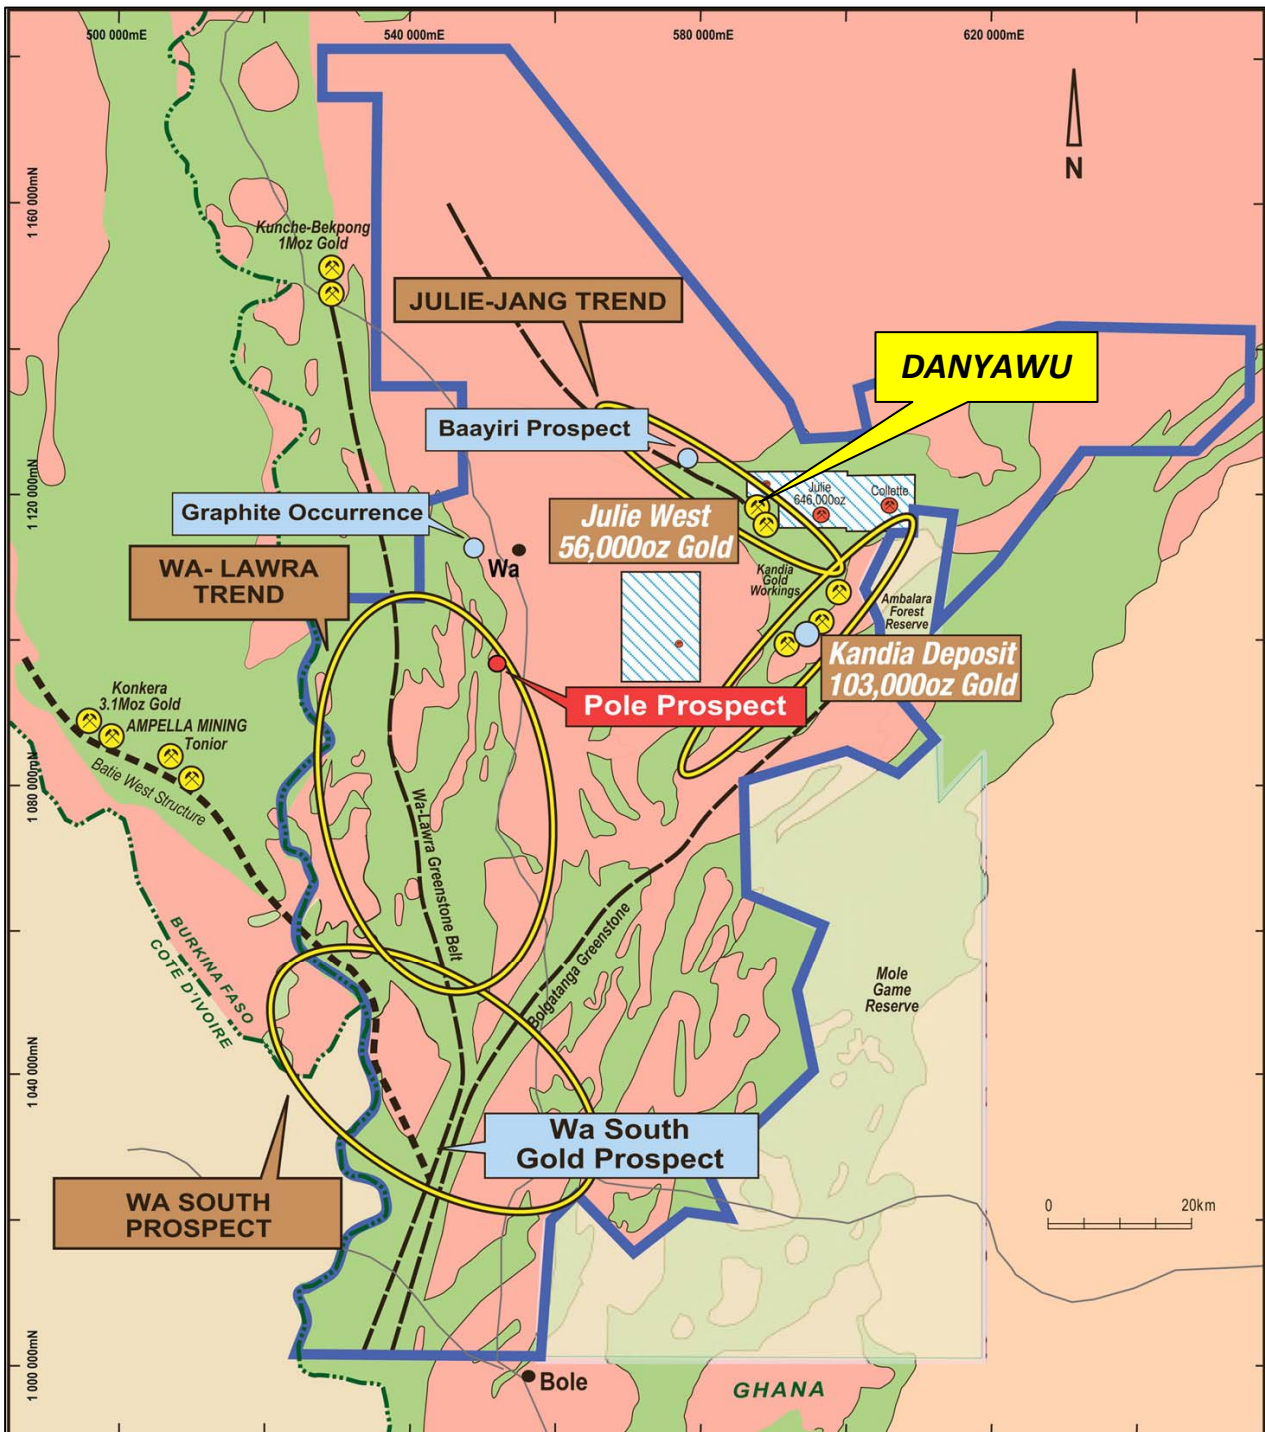 500 000mE
540 000mE
580 000mE
620 000mE
N
1 160 000mN
Kunche-Bekpong
1Moz Gold
JULIE-JANG TREND
DANYAWU
Baayiri Prospect
1 120 000mN
Julie
646,000oz
Collette
Graphite Occurrence
Julie West
56,000oz Gold
Wa
WA- LAWRA
TREND
Kandia
Gold
Workings
Ambalara
Forest
Reserve
Kandia Deposit
103,000oz Gold
Pole Prospect
Konkera
3.1Moz Gold
AMPELLA MINING
Tonior
Batie West Structure
1 080 000mN
Wa-Lawra Greenstone Belt
Bolgatanga Greenstone
BURKINA FASO
COTE D'IVOIRE
Mole
Game
Reserve
1 040 000mN
Wa South
Gold Prospect
WA SOUTH
PROSPECT
0 20km
1 000 000mN
Bole
GHANA